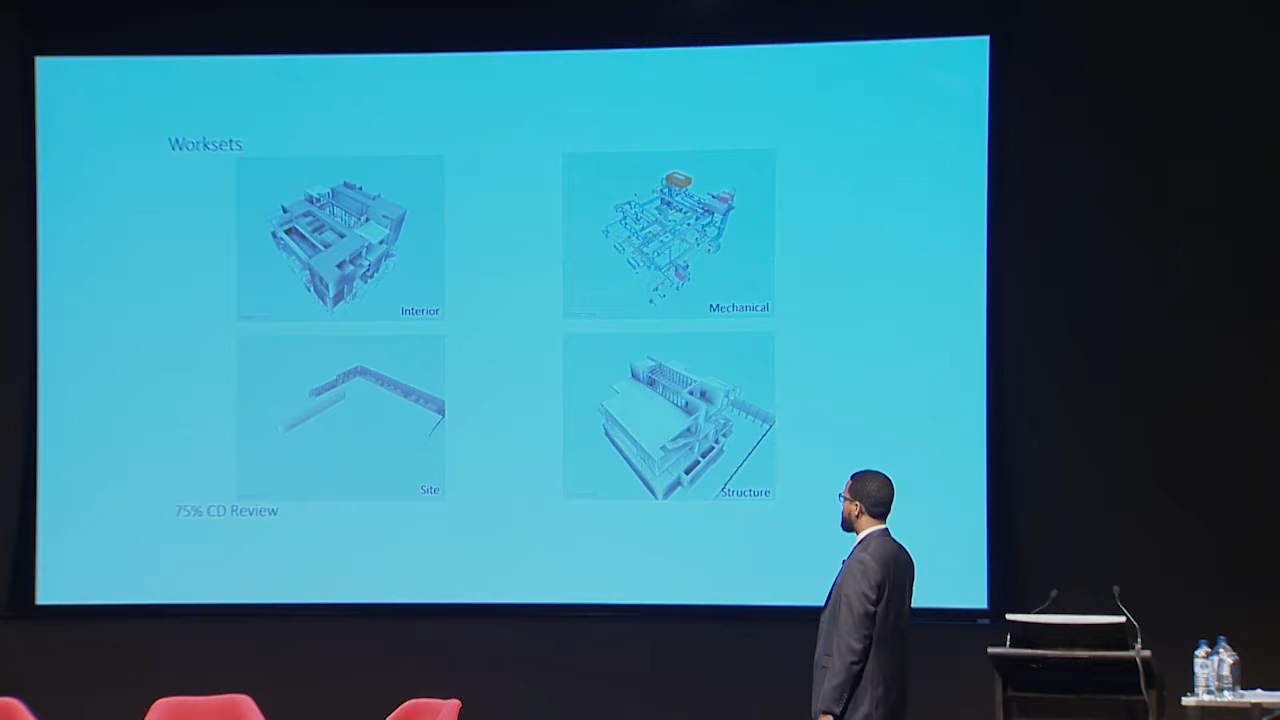 Worksets
Interior
Mechanical
Site
Structure
75% CD Review